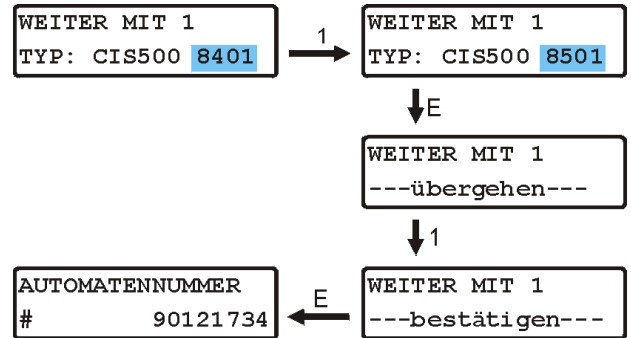 WEITER MIT 1
TYP: CIS500 8401
1
WEITER MIT 1
TYP: CIS500 8501
E
WEITER MIT 1
---übergehen---
1
WEITER MIT 1
---bestätigen---
E
AUTOMATENNUMMER
# 90121734